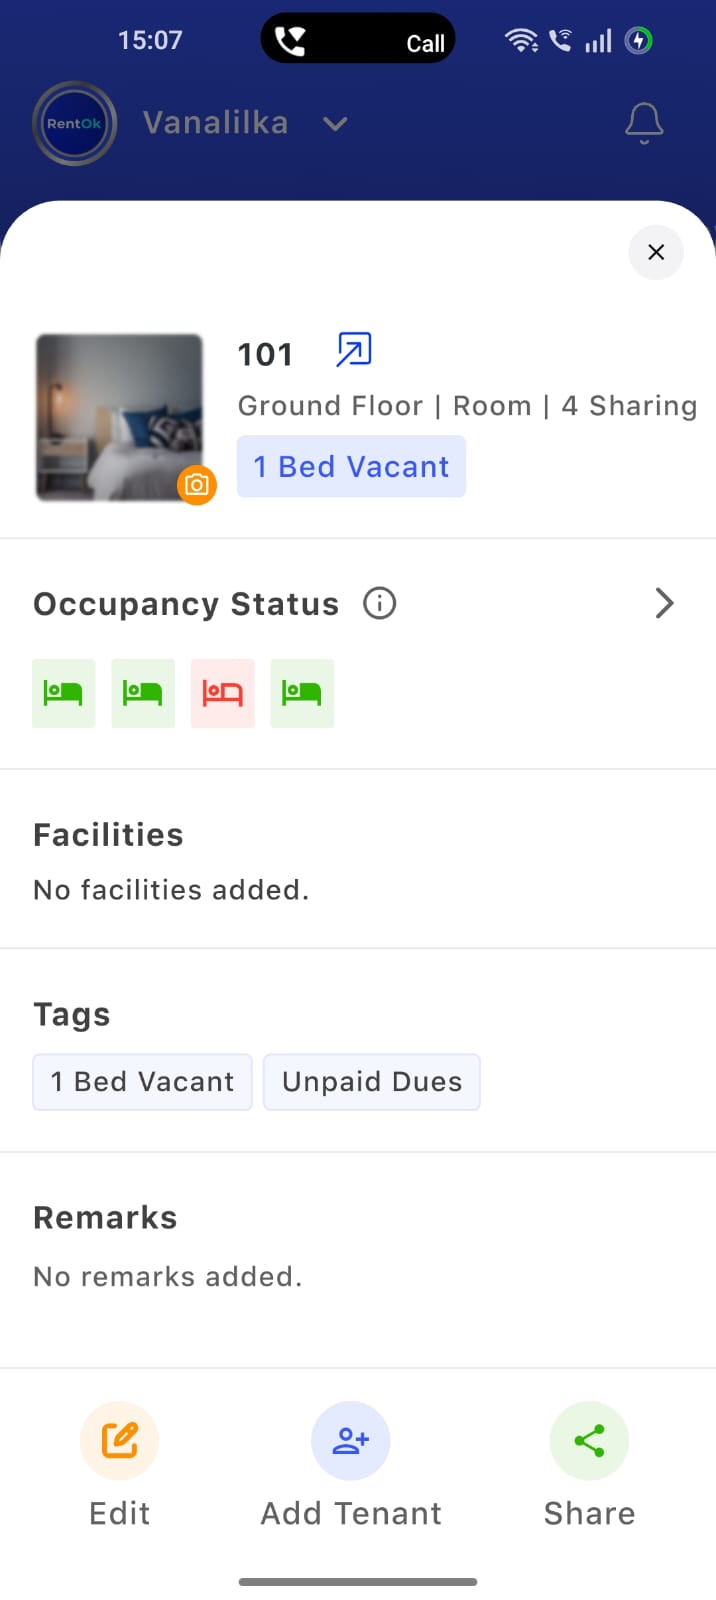 15:07
Call
RentOk
Vanalilka
101
Ground Floor | Room | 4 Sharing
1 Bed Vacant
Occupancy Status
Facilities
No facilities added.
Tags
1 Bed Vacant
Unpaid Dues
Remarks
No remarks added.
Edit
Add Tenant
Share